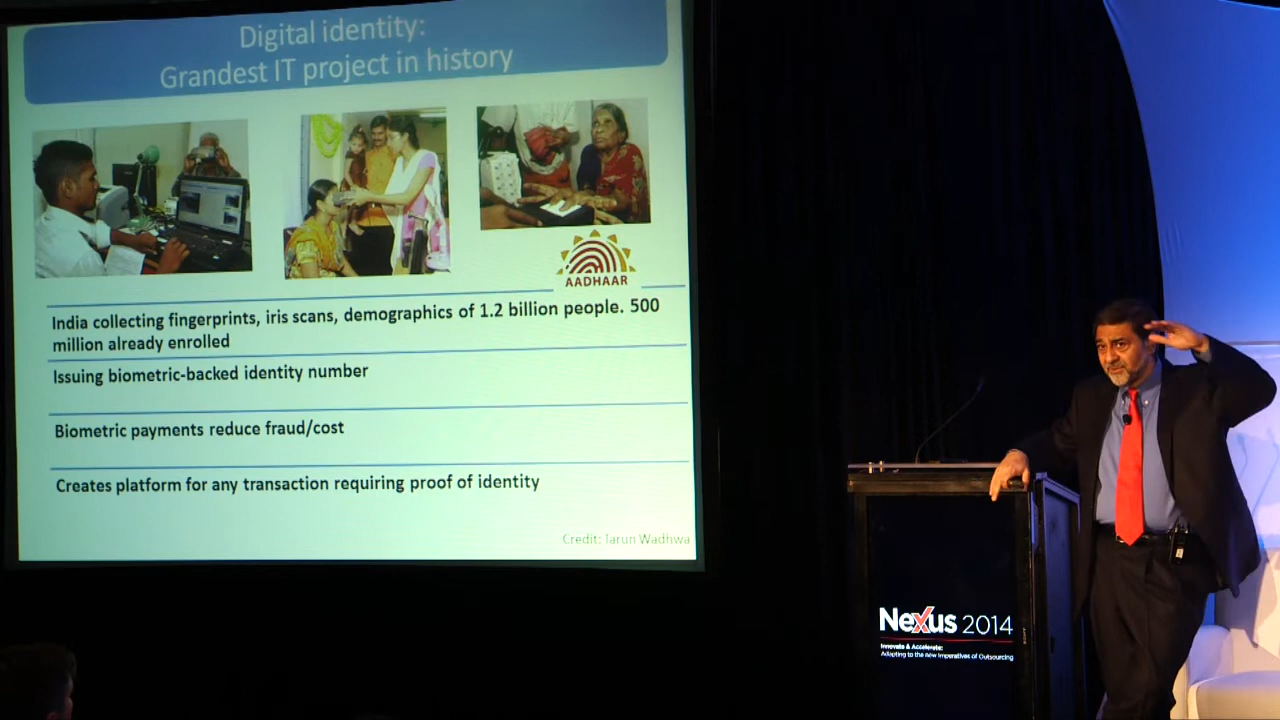 Digital identity:
Grandest IT project in history
AADHAAR
India collecting fingerprints, iris scans, demographics of 1.2 billion people. 500
million already enrolled
Issuing biometric-backed identity number
Biometric payments reduce fraud/cost
Creates platform for any transaction requiring proof of identity
Credit: Tarun Wadhwa
Nexus 2014
Innovate & Accelerate:
Adapting to the new Imperatives of Outsourcing